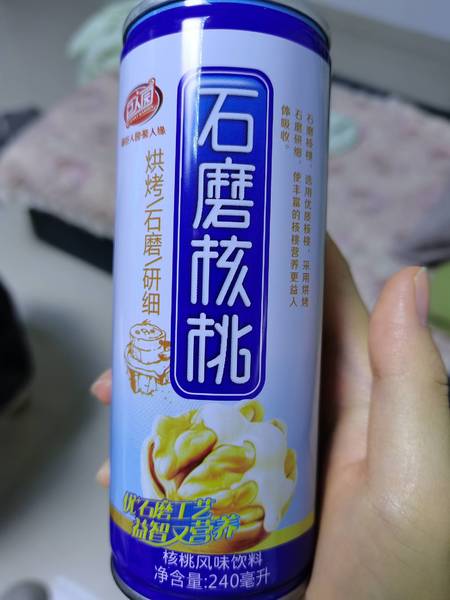 石磨核桃
石磨核桃,选用优质核桃,采用烘烤
石磨研细,使丰富的核桃营养更益人
体吸收。
烘烤/石磨/研细
优石磨工艺
益智又营养
核桃风味饮料
净含量:240毫升